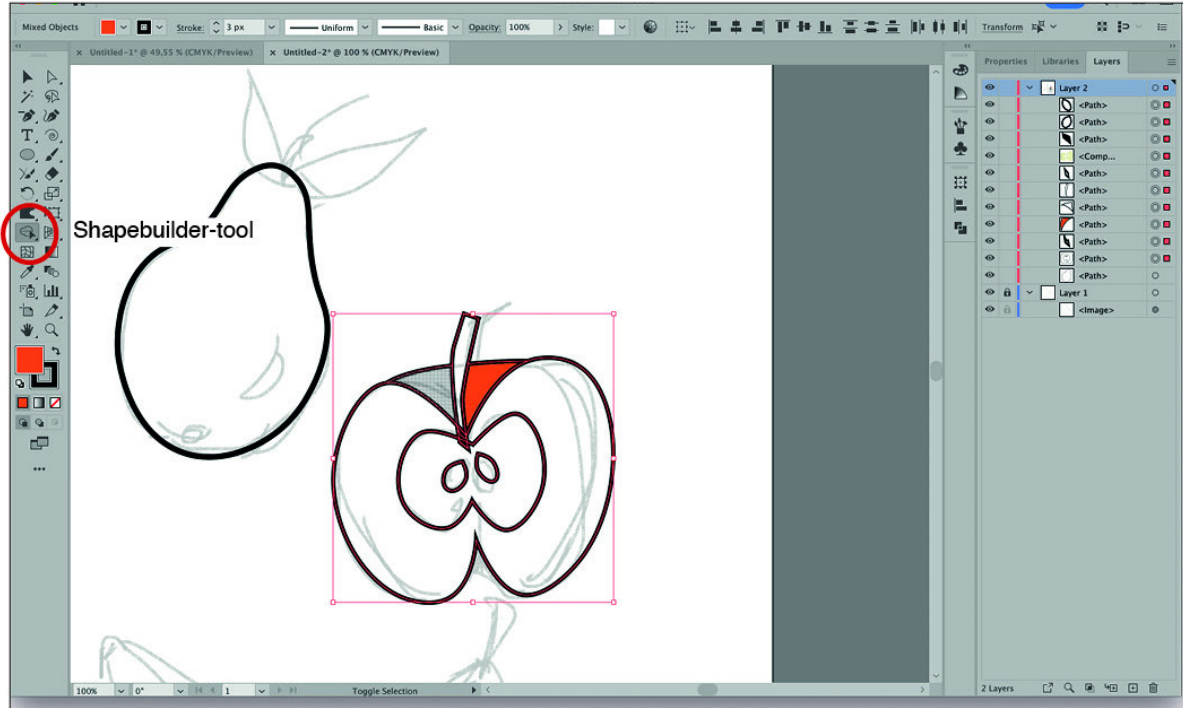 Mixed Objects Stroke: 3 px Uniform Basic Opacity: 100% Style: Transform
× Untitled-1* @ 49,55 % (CMYK/Preview) × Untitled-2* @ 100 % (CMYK/Preview)
Properties Libraries Layers
Layer 2
<Path>
<Path>
<Path>
<Comp...
<Path>
<Path>
<Path>
<Path>
<Path>
<Path>
<Path>
Layer 1
<Image>
Shapebuilder-tool
100% 0° 1 Toggle Selection
2 Layers